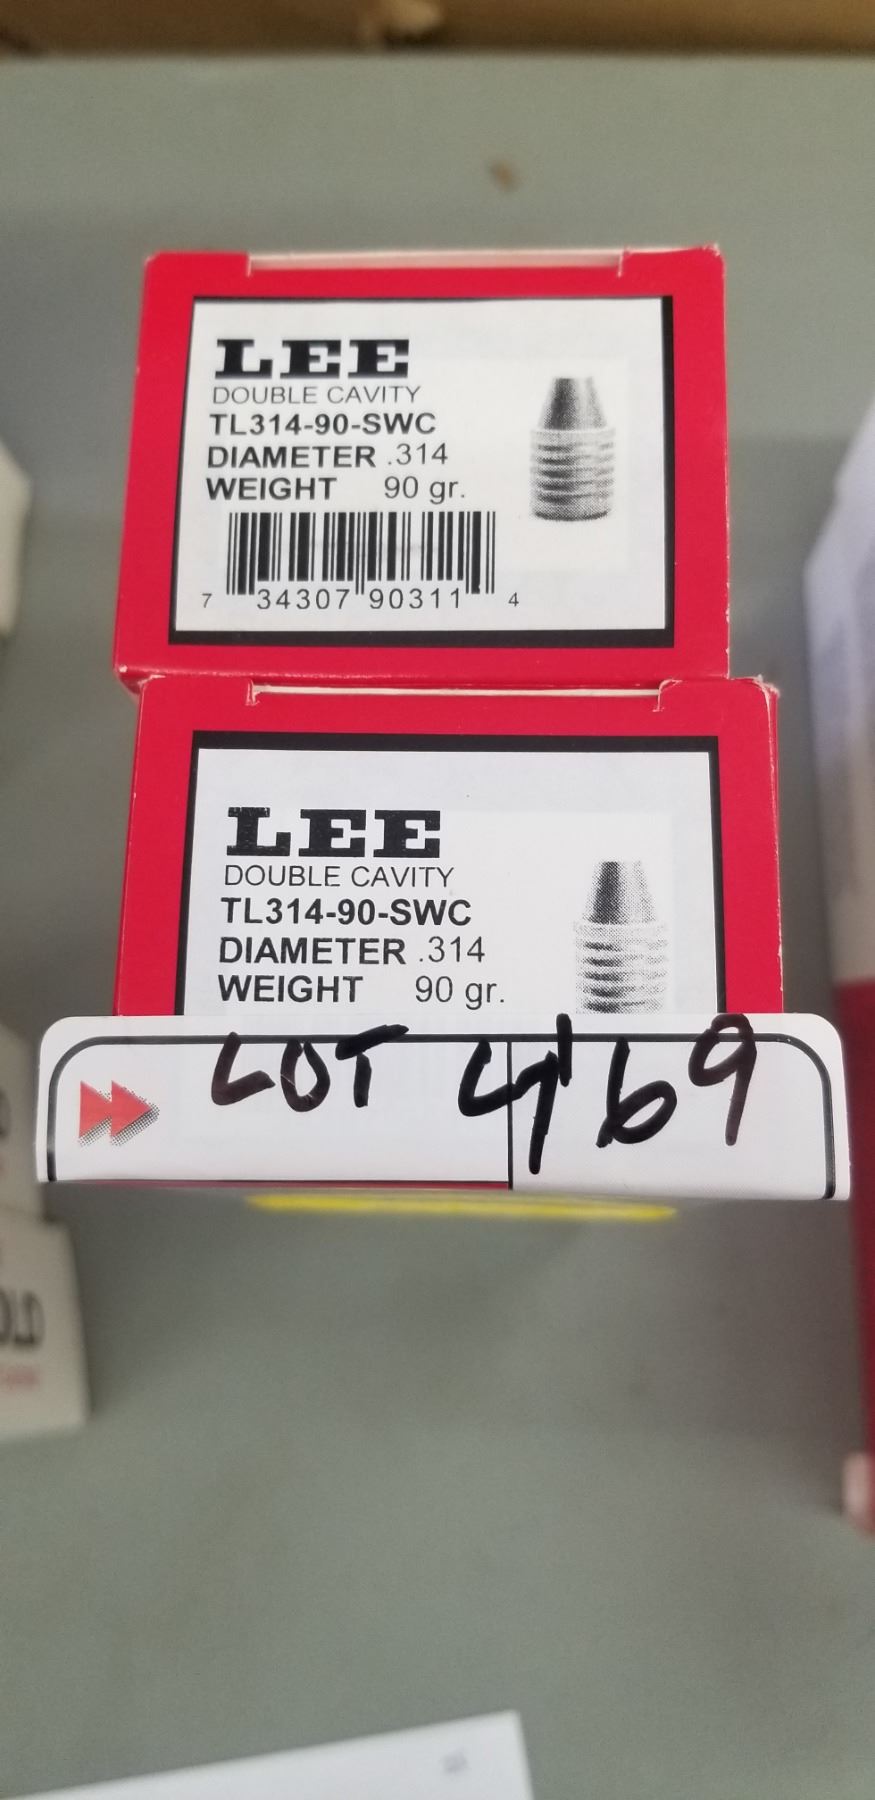 LEE
DOUBLE CAVITY
TL314-90-SWC
DIAMETER .314
WEIGHT 90 gr.
7 34307 90311 4
LEE
DOUBLE CAVITY
TL314-90-SWC
DIAMETER .314
WEIGHT 90 gr.
LOT 4169